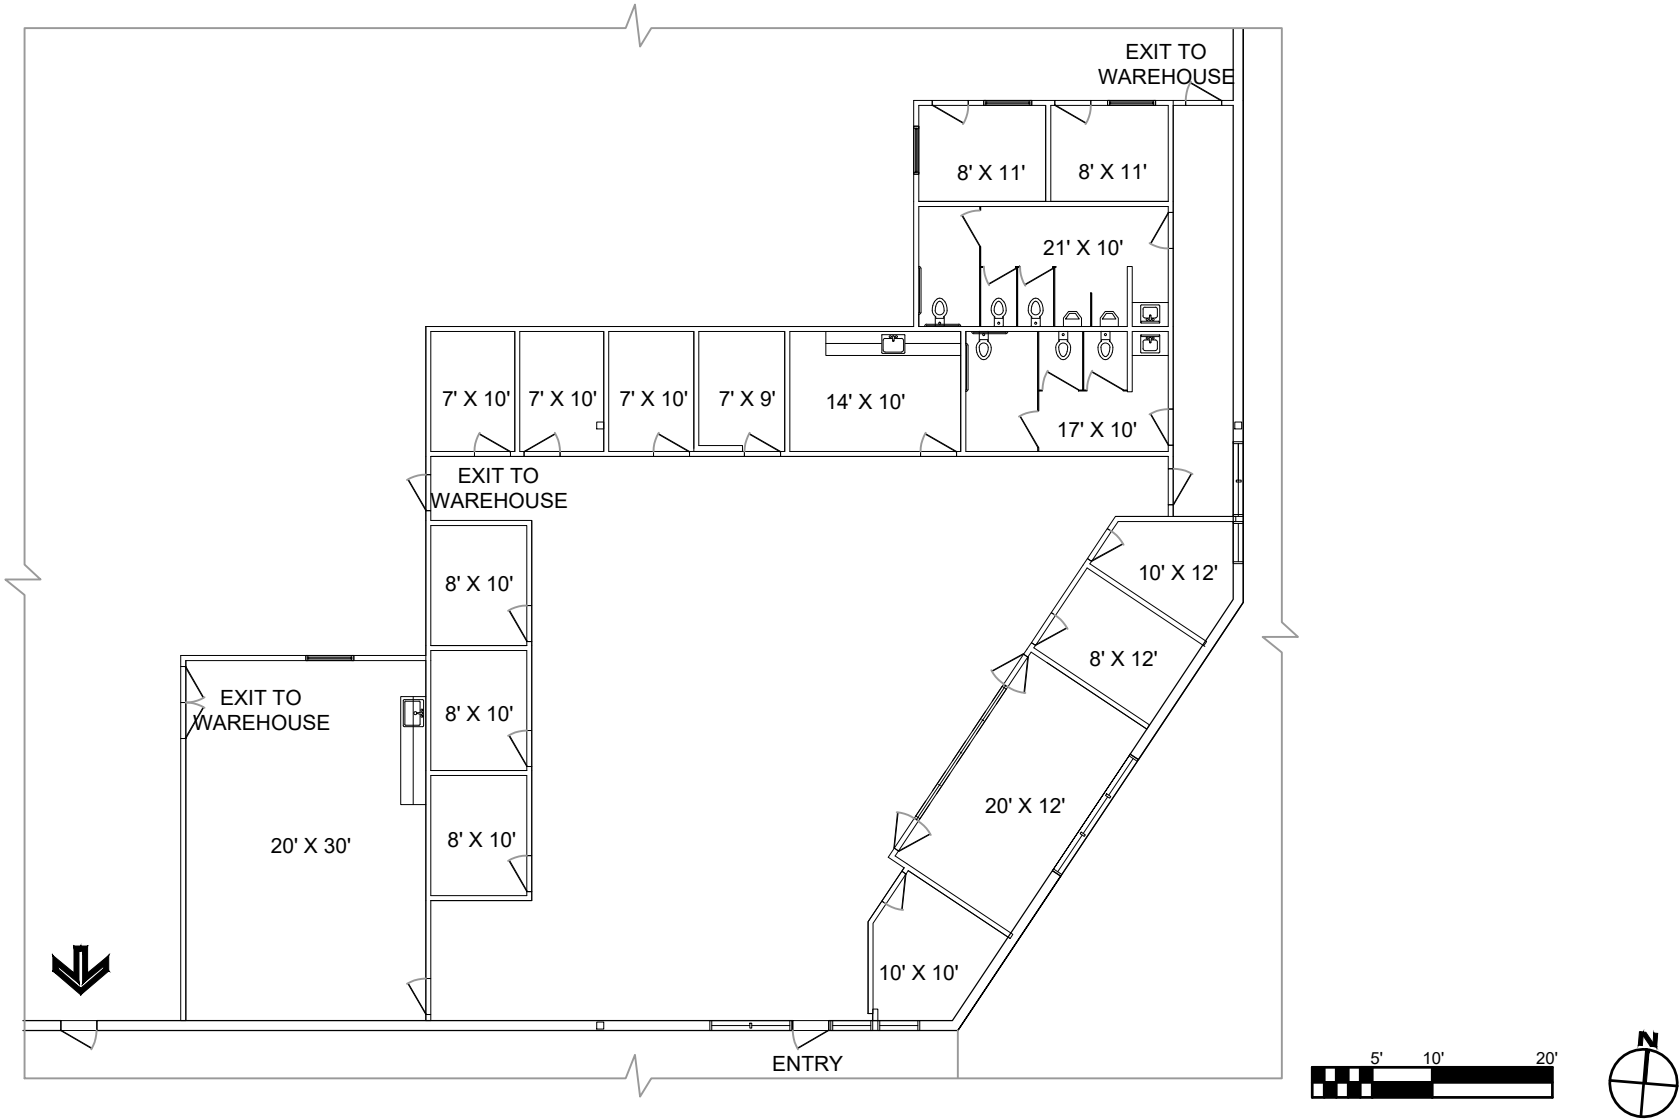 EXIT TO
WAREHOUSE
8' X 11'
8' X 11'
21' X 10'
7' X 10'
7' X 10'
7' X 10'
7' X 9'
14' X 10'
17' X 10'
EXIT TO
WAREHOUSE
8' X 10'
10' X 12'
8' X 12'
EXIT TO
WAREHOUSE
8' X 10'
20' X 12'
20' X 30'
8' X 10'
10' X 10'
ENTRY
5' 10' 20'
N